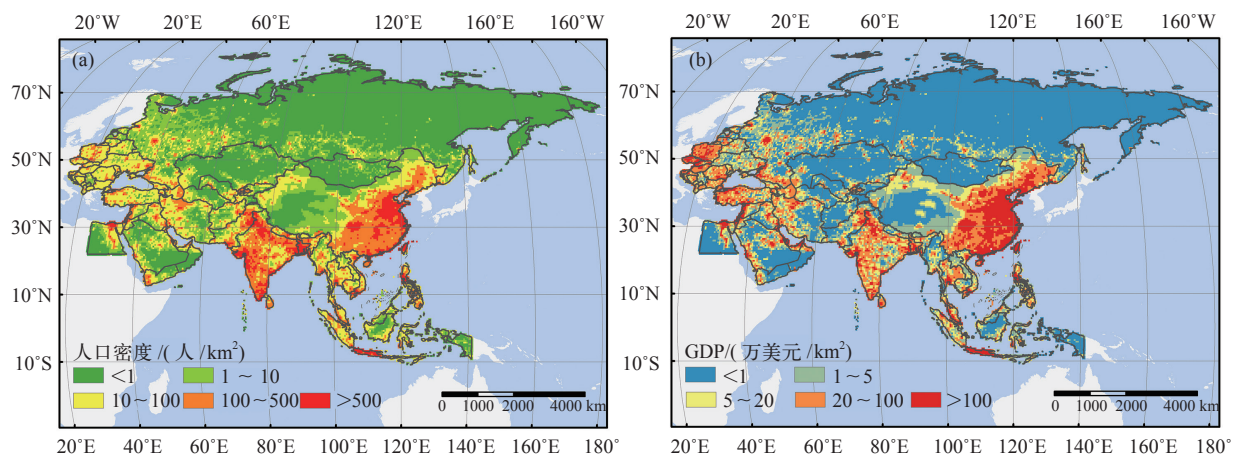 20°W 20°E 60°E 120°E 160°E 160°W
(a)
70°N
50°N
30°N
10°N
10°S
人口密度 /( 人 /km²)
<1 1 ~ 10
10~100 100~500 >500
0 1000 2000 4000 km
20°E 40°E 60°E 80°E 100°E 120°E 140°E 160°E 180°
20°W 20°E 60°E 120°E 160°E 160°W
(b)
70°N
50°N
30°N
10°N
10°S
GDP/( 万美元 /km²)
<1 1~5
5~20 20~100 >100
0 1000 2000 4000 km
20°E 40°E 60°E 80°E 100°E 120°E 140°E 160°E 180°